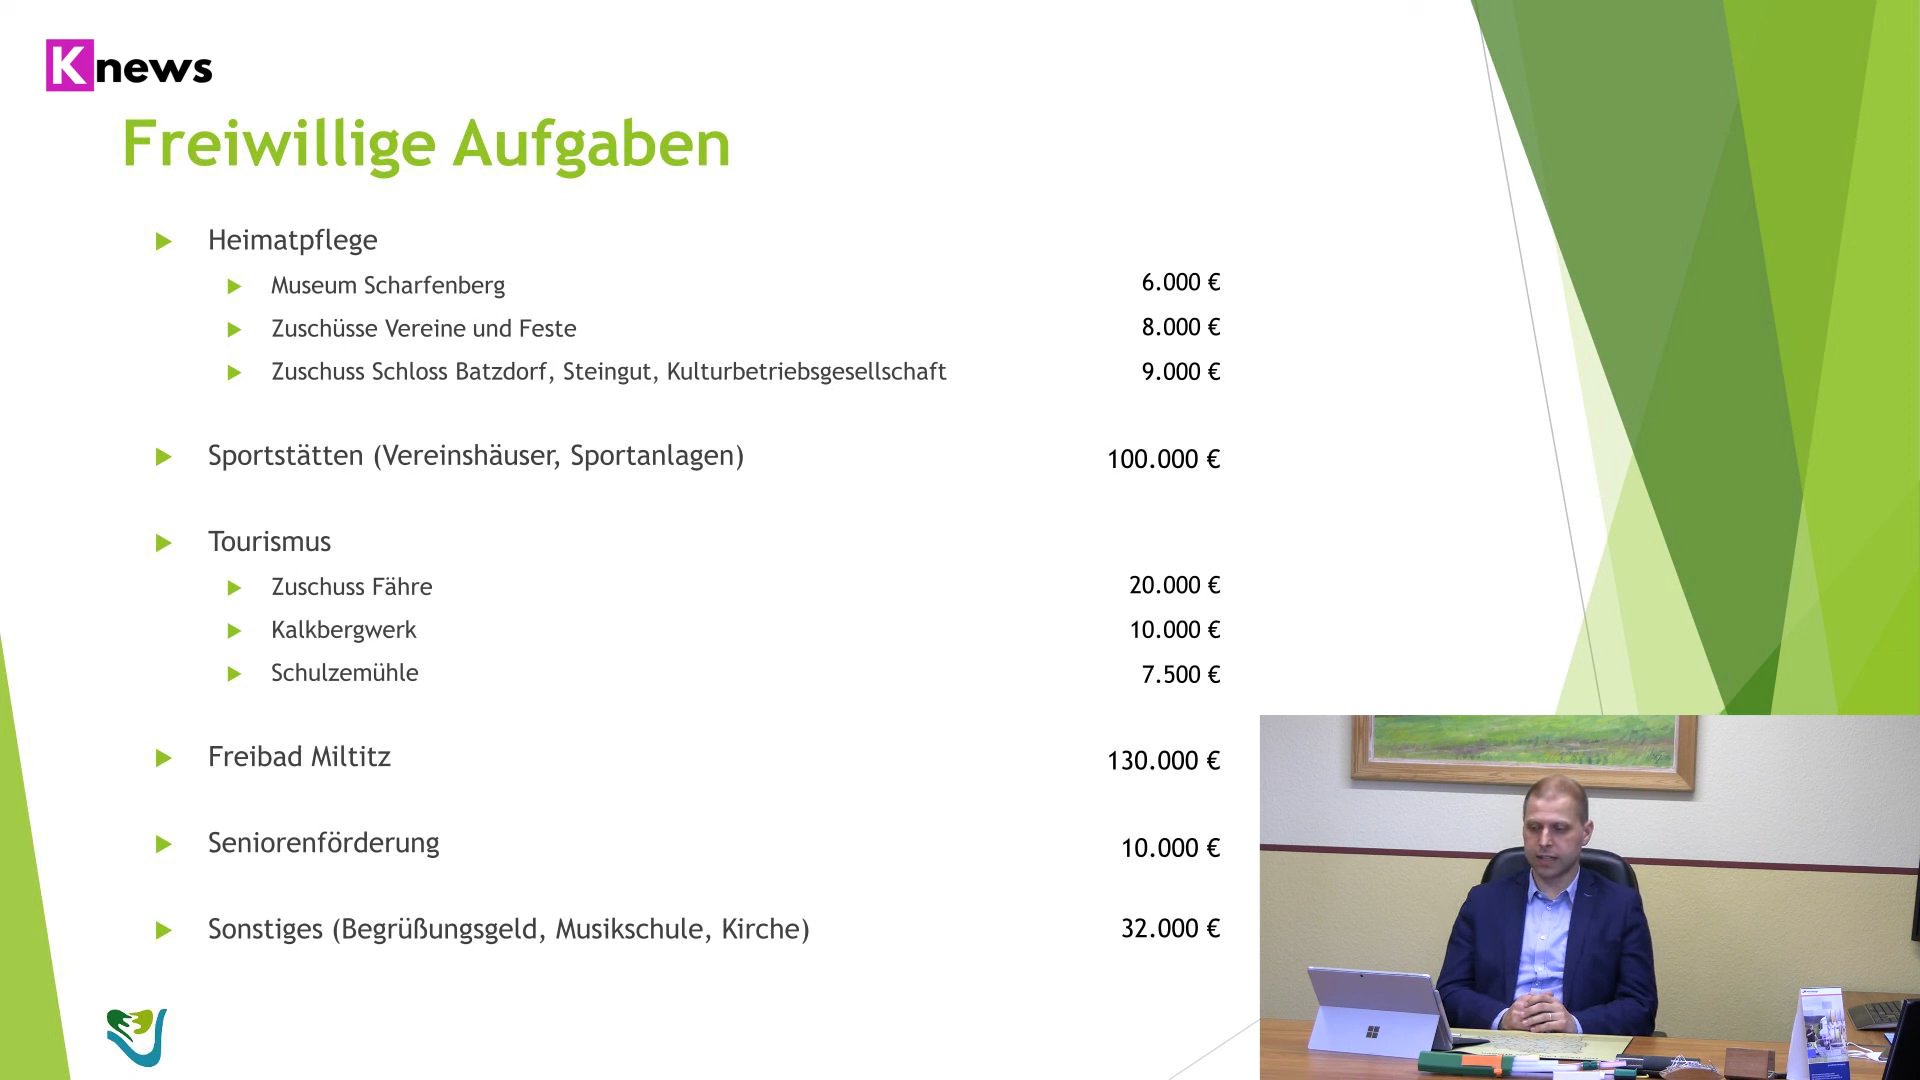 K news
Freiwillige Aufgaben
Heimatpflege
Museum Scharfenberg 6.000 €
Zuschüsse Vereine und Feste 8.000 €
Zuschuss Schloss Batzdorf, Steingut, Kulturbetriebsgesellschaft 9.000 €
Sportstätten (Vereinshäuser, Sportanlagen) 100.000 €
Tourismus
Zuschuss Fähre 20.000 €
Kalkbergwerk 10.000 €
Schulzemühle 7.500 €
Freibad Miltitz 130.000 €
Seniorenförderung 10.000 €
Sonstiges (Begrüßungsgeld, Musikschule, Kirche) 32.000 €